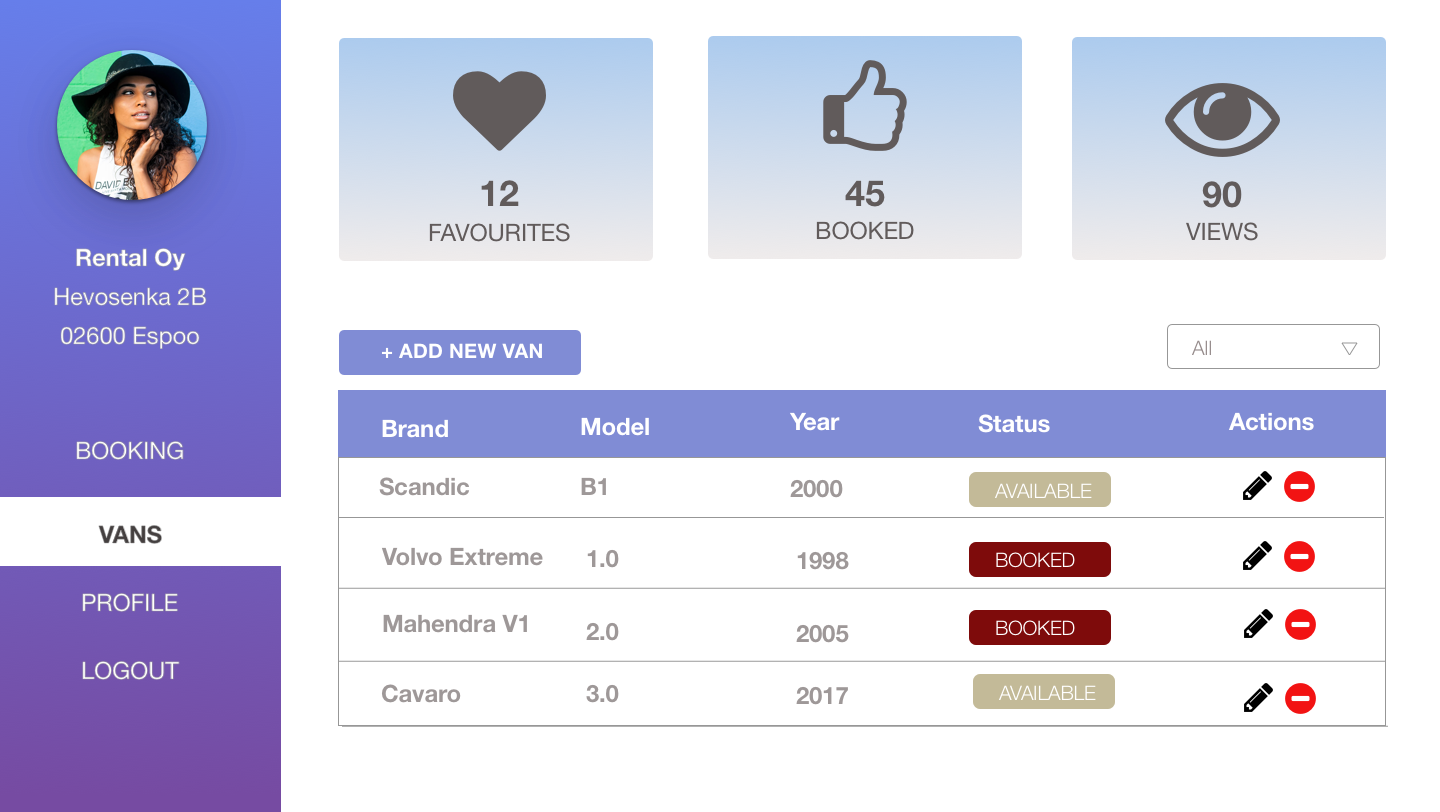 DAVID BO
Rental Oy
Hevosenka 2B
02600 Espoo
BOOKING
VANS
PROFILE
LOGOUT
12
FAVOURITES
45
BOOKED
90
VIEWS
+ ADD NEW VAN
All
Brand Model Year Status Actions
Scandic B1 2000 AVAILABLE
Volvo Extreme 1.0 1998 BOOKED
Mahendra V1 2.0 2005 BOOKED
Cavaro 3.0 2017 AVAILABLE